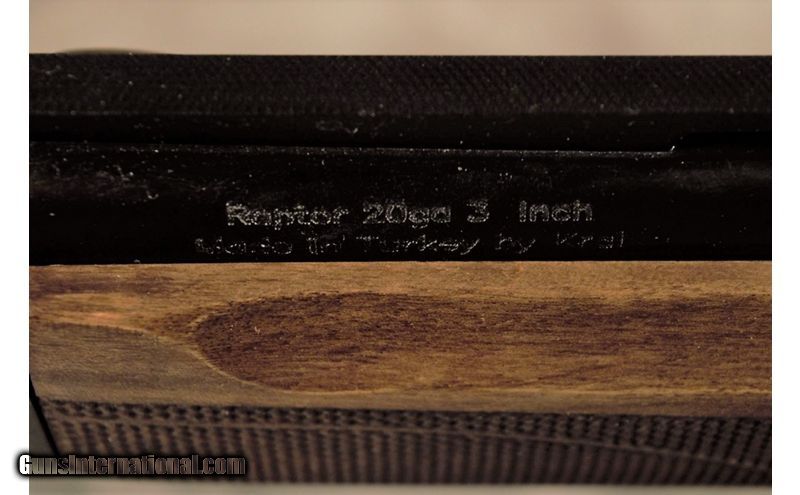 Raptor 20ga 3 inch
Made in Turkey by Kral
GunsInternational.com